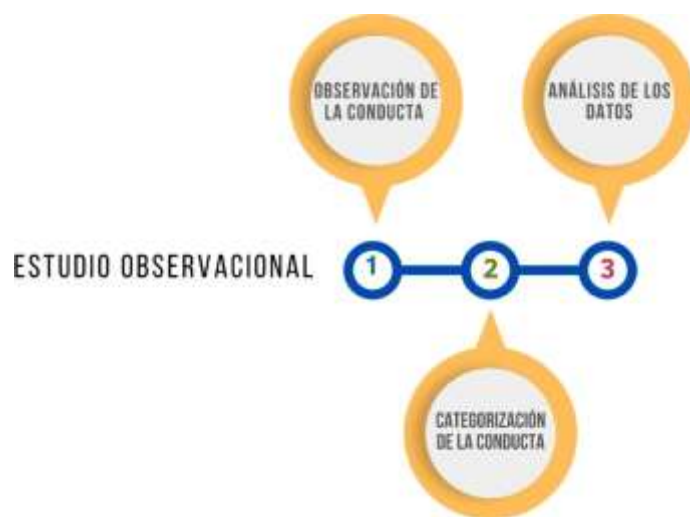 OBSERVACIÓN DE
LA CONDUCTA
ANÁLISIS DE LOS
DATOS
ESTUDIO OBSERVACIONAL
1
2
3
CATEGORIZACIÓN
DE LA CONDUCTA